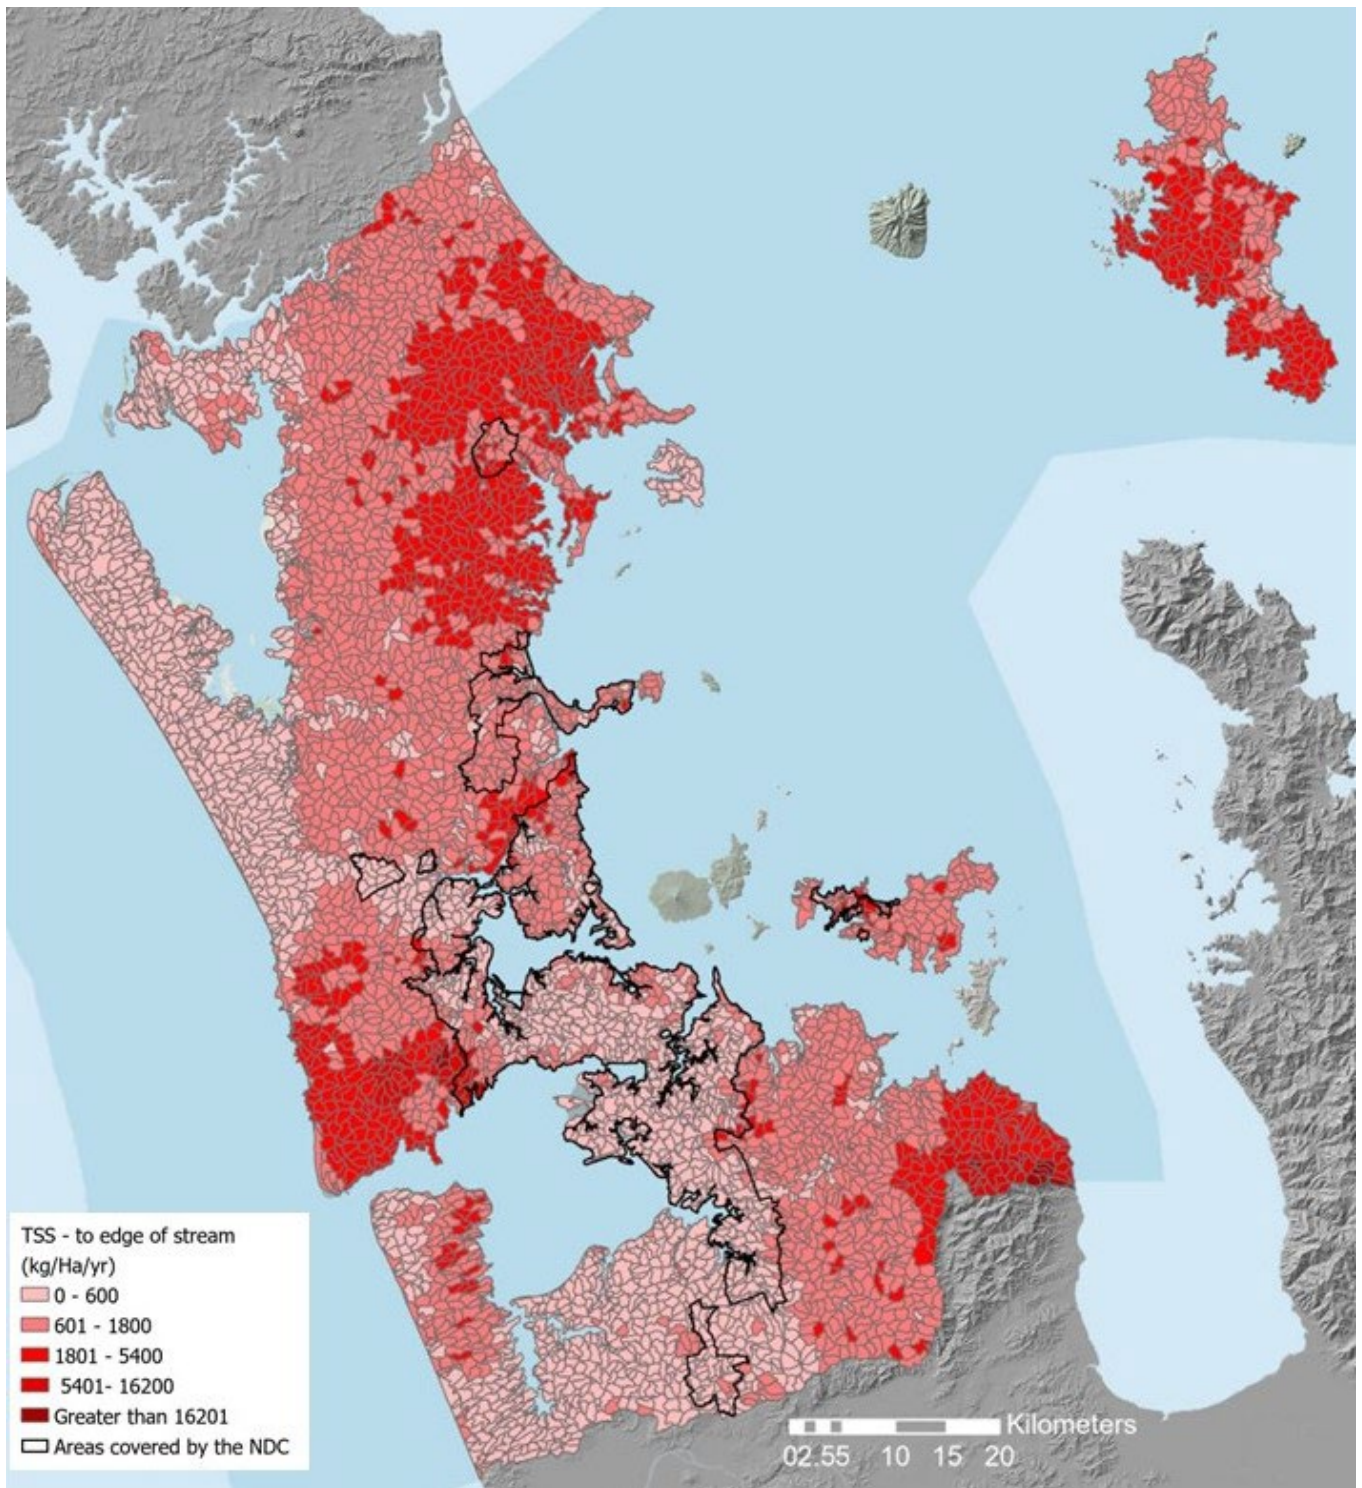 TSS - to edge of stream
(kg/Ha/yr)
0 - 600
601 - 1800
1801 - 5400
5401- 16200
Greater than 16201
Areas covered by the NDC
Kilometers
02.55 10 15 20